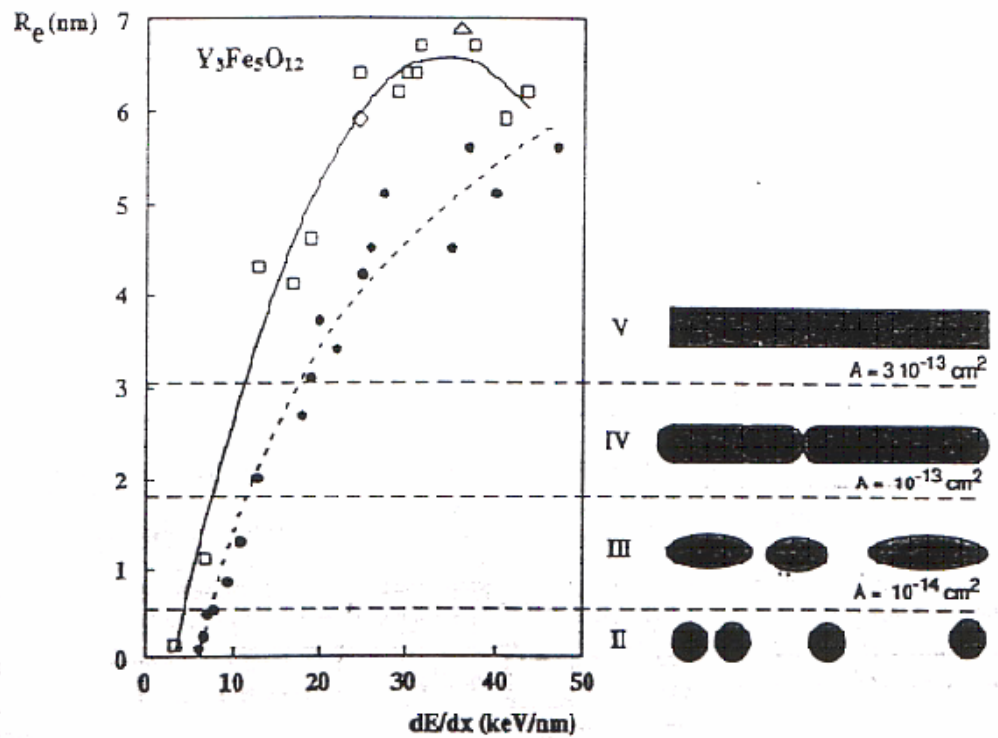 Rₑ (nm)
Y₃Fe₅O₁₂
7
6
5
4
3
2
1
0
0 10 20 30 40 50
dE/dx (keV/nm)
V
A = 3 10⁻¹³ cm²
IV
A = 10⁻¹³ cm²
III
A = 10⁻¹⁴ cm²
II